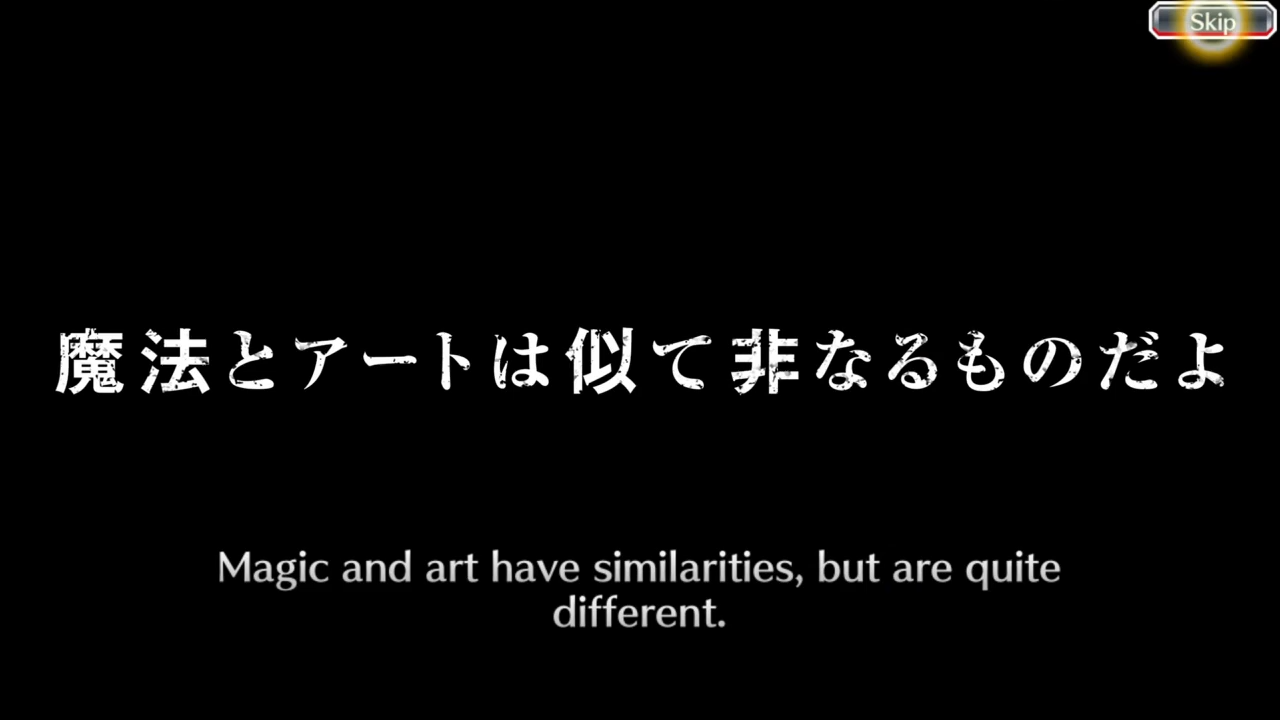 Skip
魔法とアートは似て非なるものだよ
Magic and art have similarities, but are quite
different.